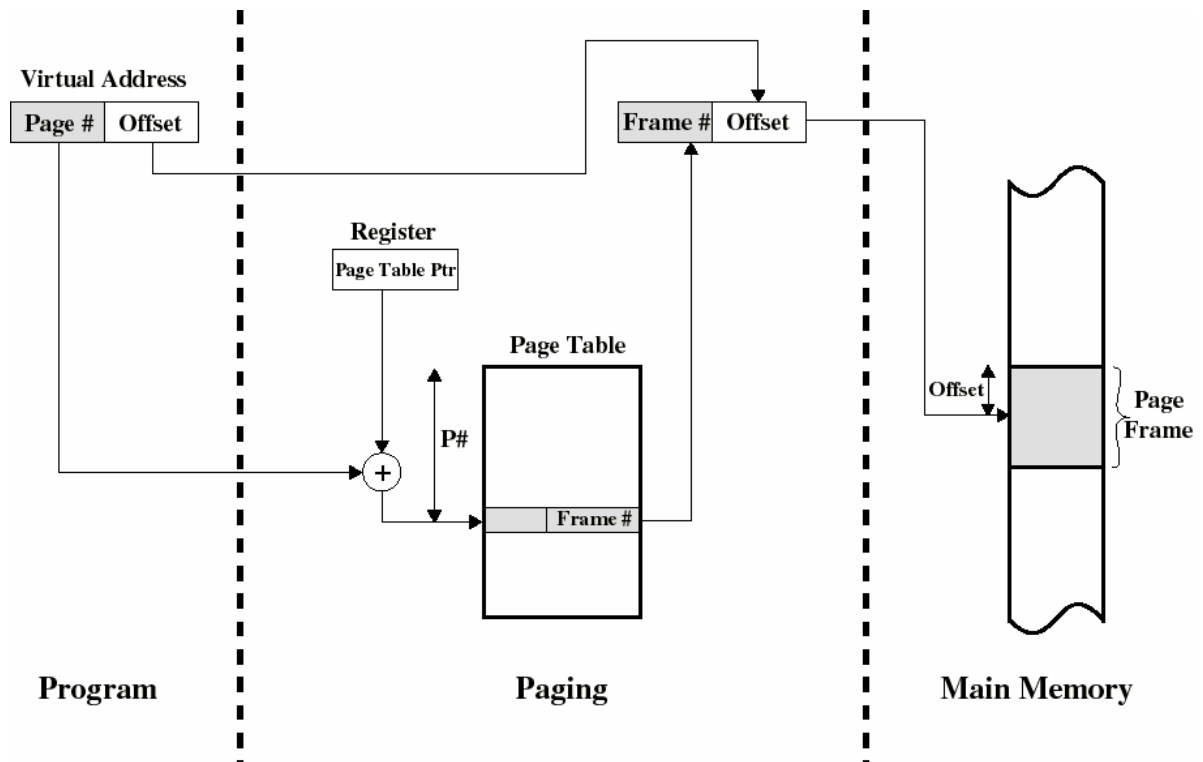 Virtual Address
Page #
Offset
Frame #
Offset
Register
Page Table Ptr
Page Table
P#
+
Frame #
Offset
Page
Frame
Program
Paging
Main Memory